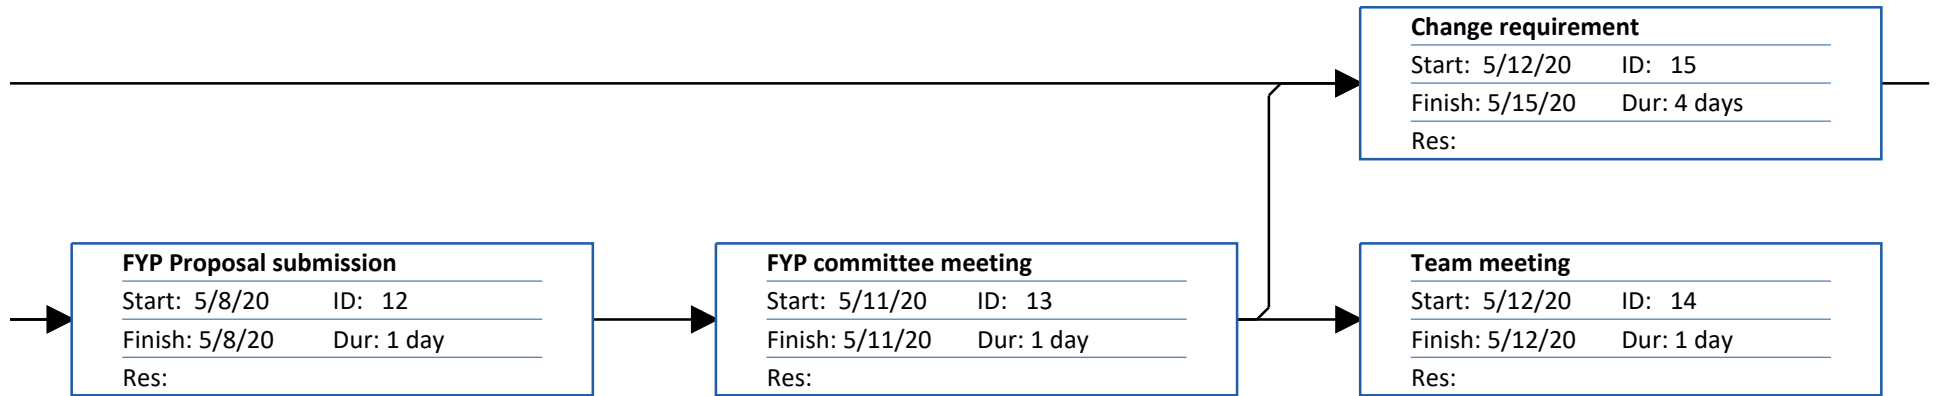 Change requirement
Start: 5/12/20 ID: 15
Finish: 5/15/20 Dur: 4 days
Res:
FYP Proposal submission
Start: 5/8/20 ID: 12
Finish: 5/8/20 Dur: 1 day
Res:
FYP committee meeting
Start: 5/11/20 ID: 13
Finish: 5/11/20 Dur: 1 day
Res:
Team meeting
Start: 5/12/20 ID: 14
Finish: 5/12/20 Dur: 1 day
Res: